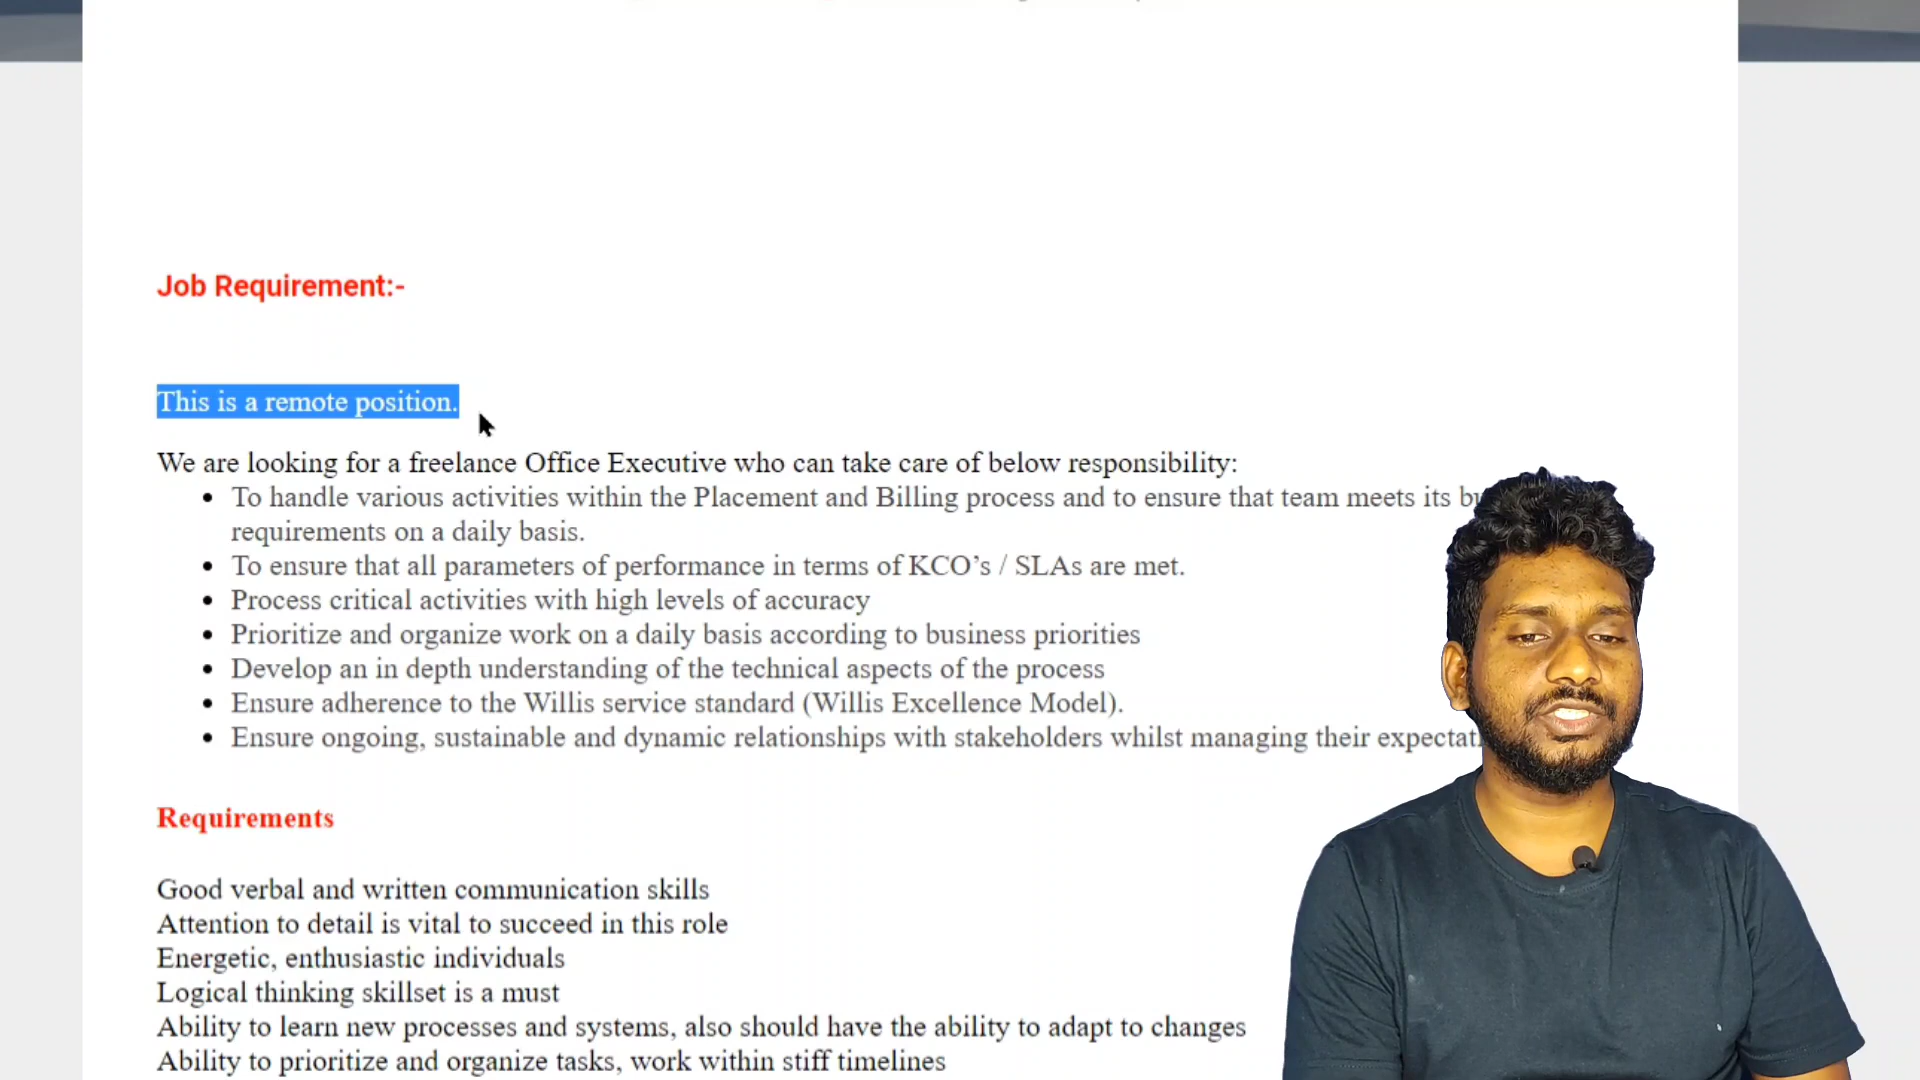 Job Requirement:-
This is a remote position.
We are looking for a freelance Office Executive who can take care of below responsibility:
To handle various activities within the Placement and Billing process and to ensure that team meets its
requirements on a daily basis.
To ensure that all parameters of performance in terms of KCO’s / SLAs are met.
Process critical activities with high levels of accuracy
Prioritize and organize work on a daily basis according to business priorities
Develop an in depth understanding of the technical aspects of the process
Ensure adherence to the Willis service standard (Willis Excellence Model).
Ensure ongoing, sustainable and dynamic relationships with stakeholders whilst managing their
Requirements
Good verbal and written communication skills
Attention to detail is vital to succeed in this role
Energetic, enthusiastic individuals
Logical thinking skillset is a must
Ability to learn new processes and systems, also should have the ability to adapt to changes
Ability to prioritize and organize tasks, work within stiff timelines